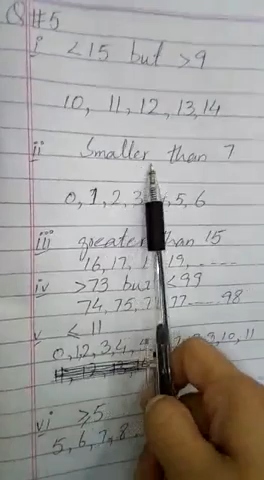 Q #5
i <15 but >9
10, 11, 12, 13, 14
ii Smaller than 7
0, 1, 2, 3, 5, 6
iii greater than 15
16, 17, 19, ......
iv >73 but <99
74, 75, 77 ...... 98
v ≤ 11
0, 1, 2, 3, 4, 10, 11
vi ≥5
5, 6, 7, 8,